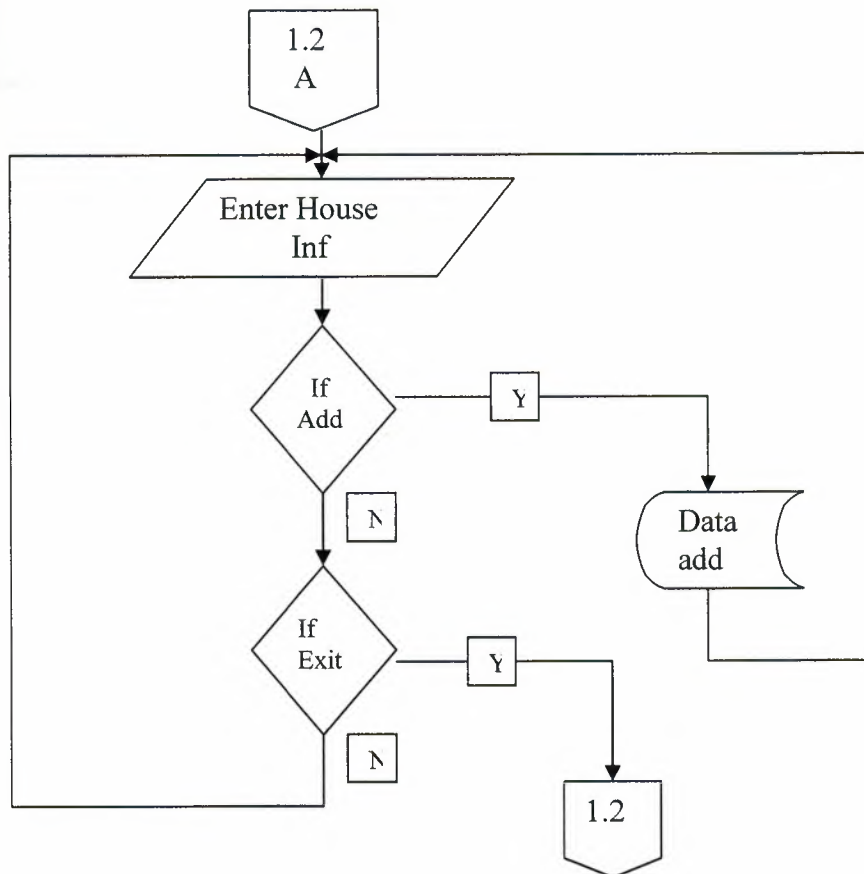 1.2
A
Enter House
Inf
If
Add
Y
N
Data
add
If
Exit
Y
N
1.2